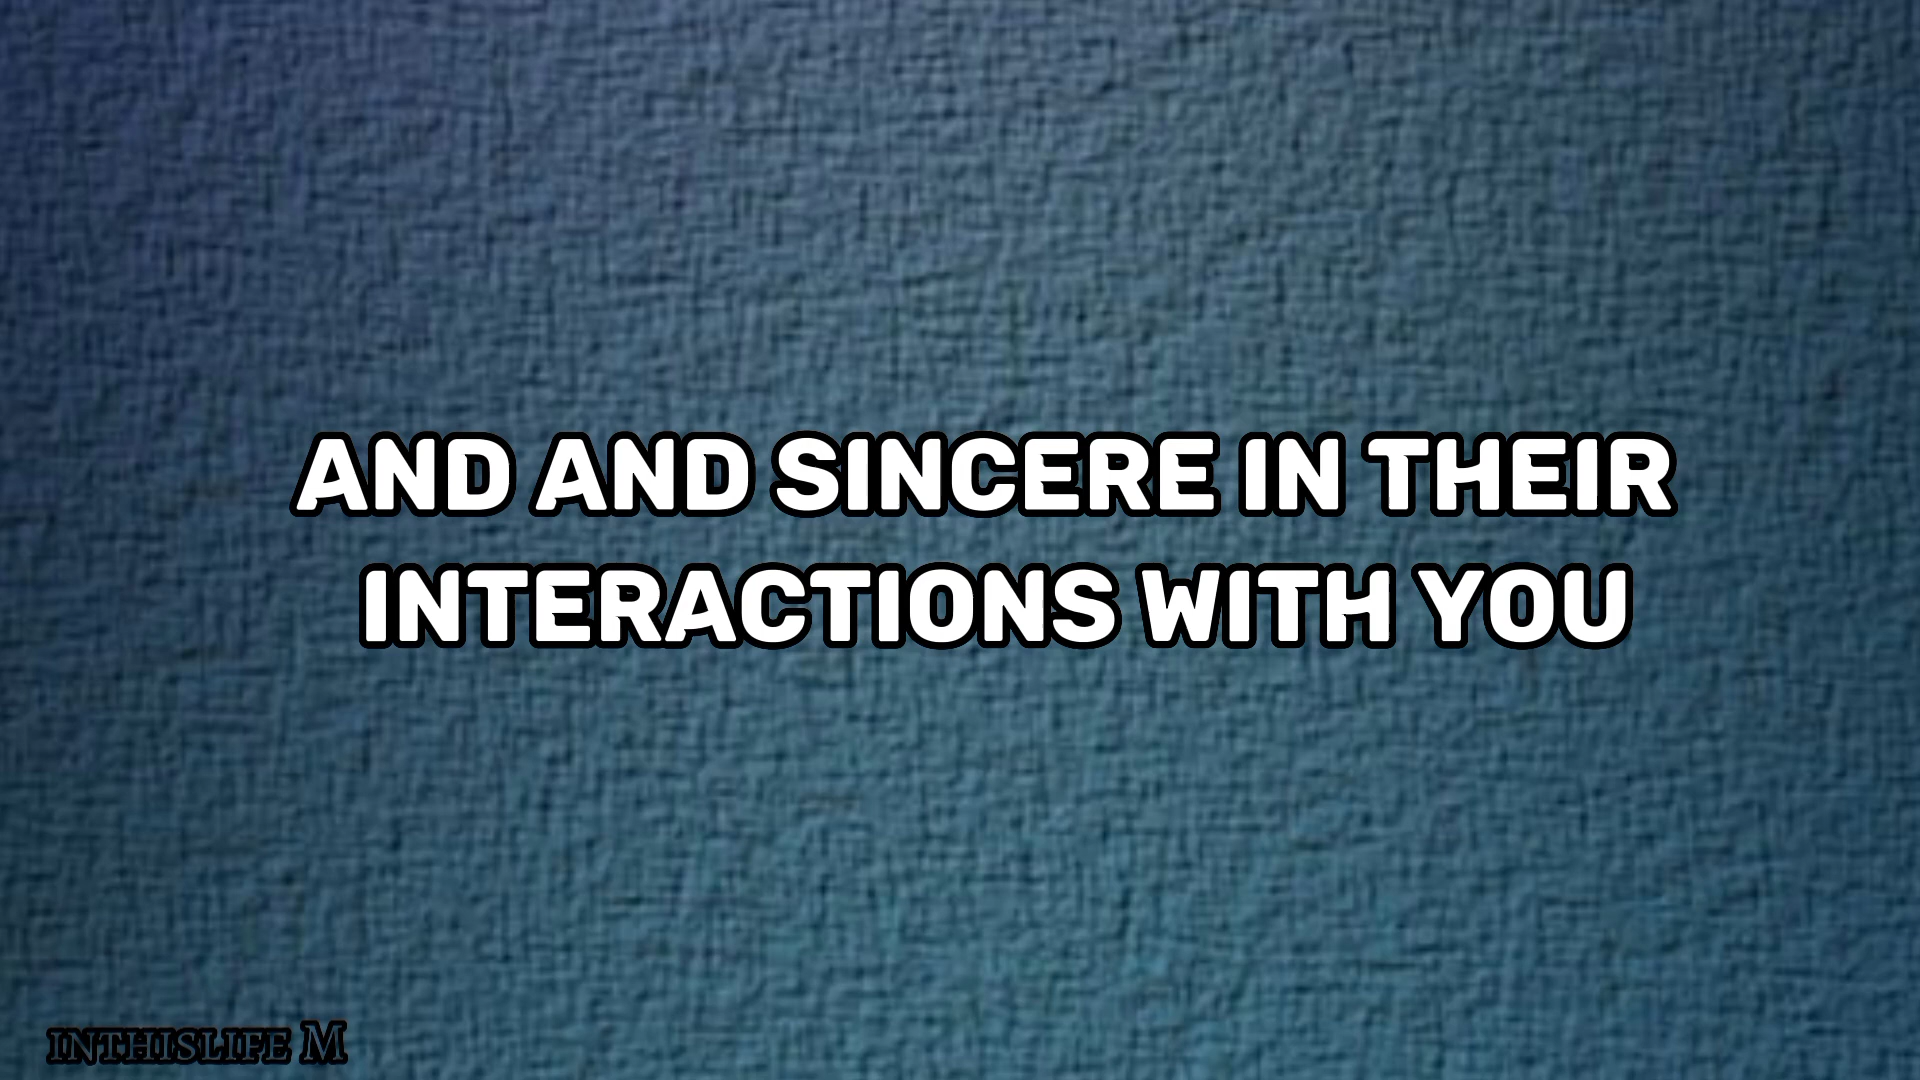 AND AND SINCERE IN THEIR
INTERACTIONS WITH YOU
INTHISLIFE M